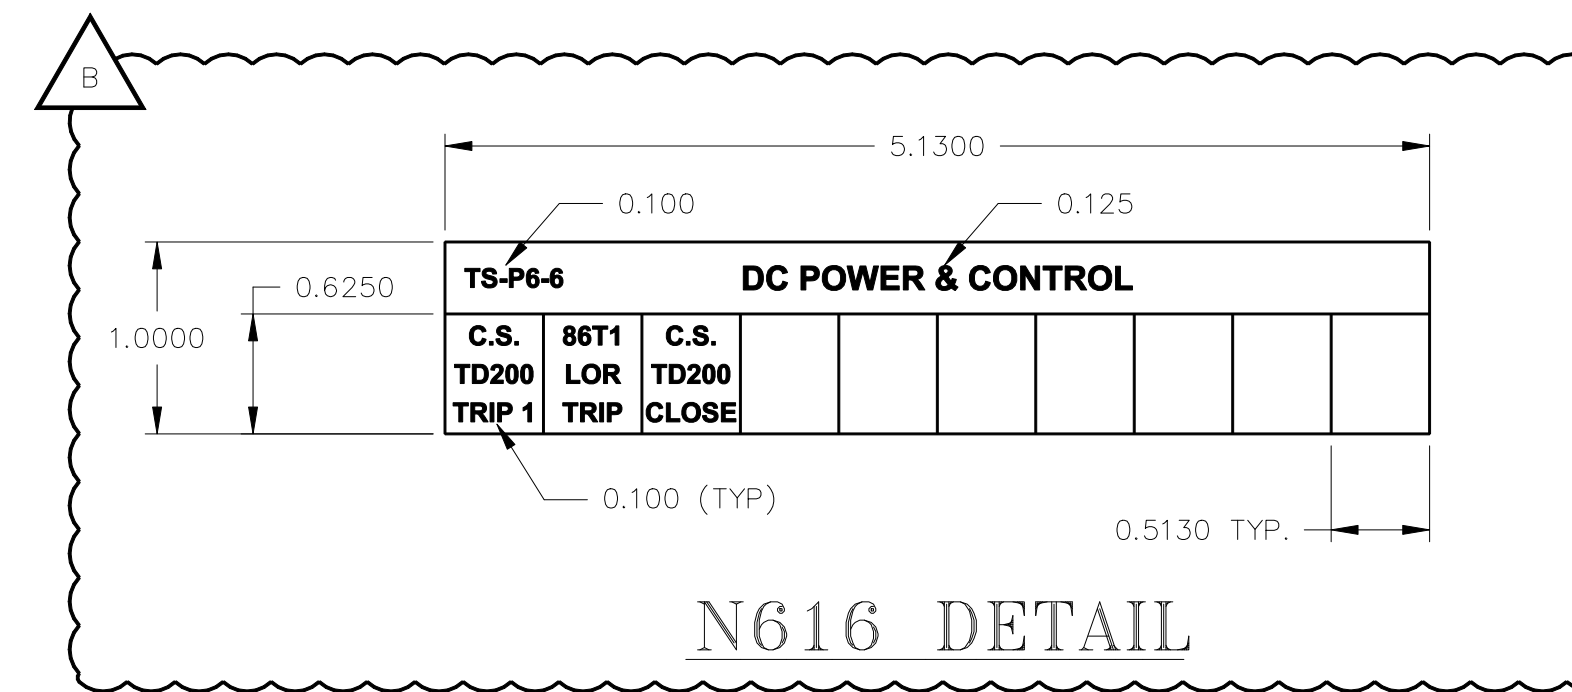 B
5.1300
0.100
0.125
TS-P6-6 DC POWER & CONTROL
0.6250
1.0000
C.S.
TD200
TRIP 1
86T1
LOR
TRIP
C.S.
TD200
CLOSE
0.100 (TYP)
0.5130 TYP.
N616 DETAIL